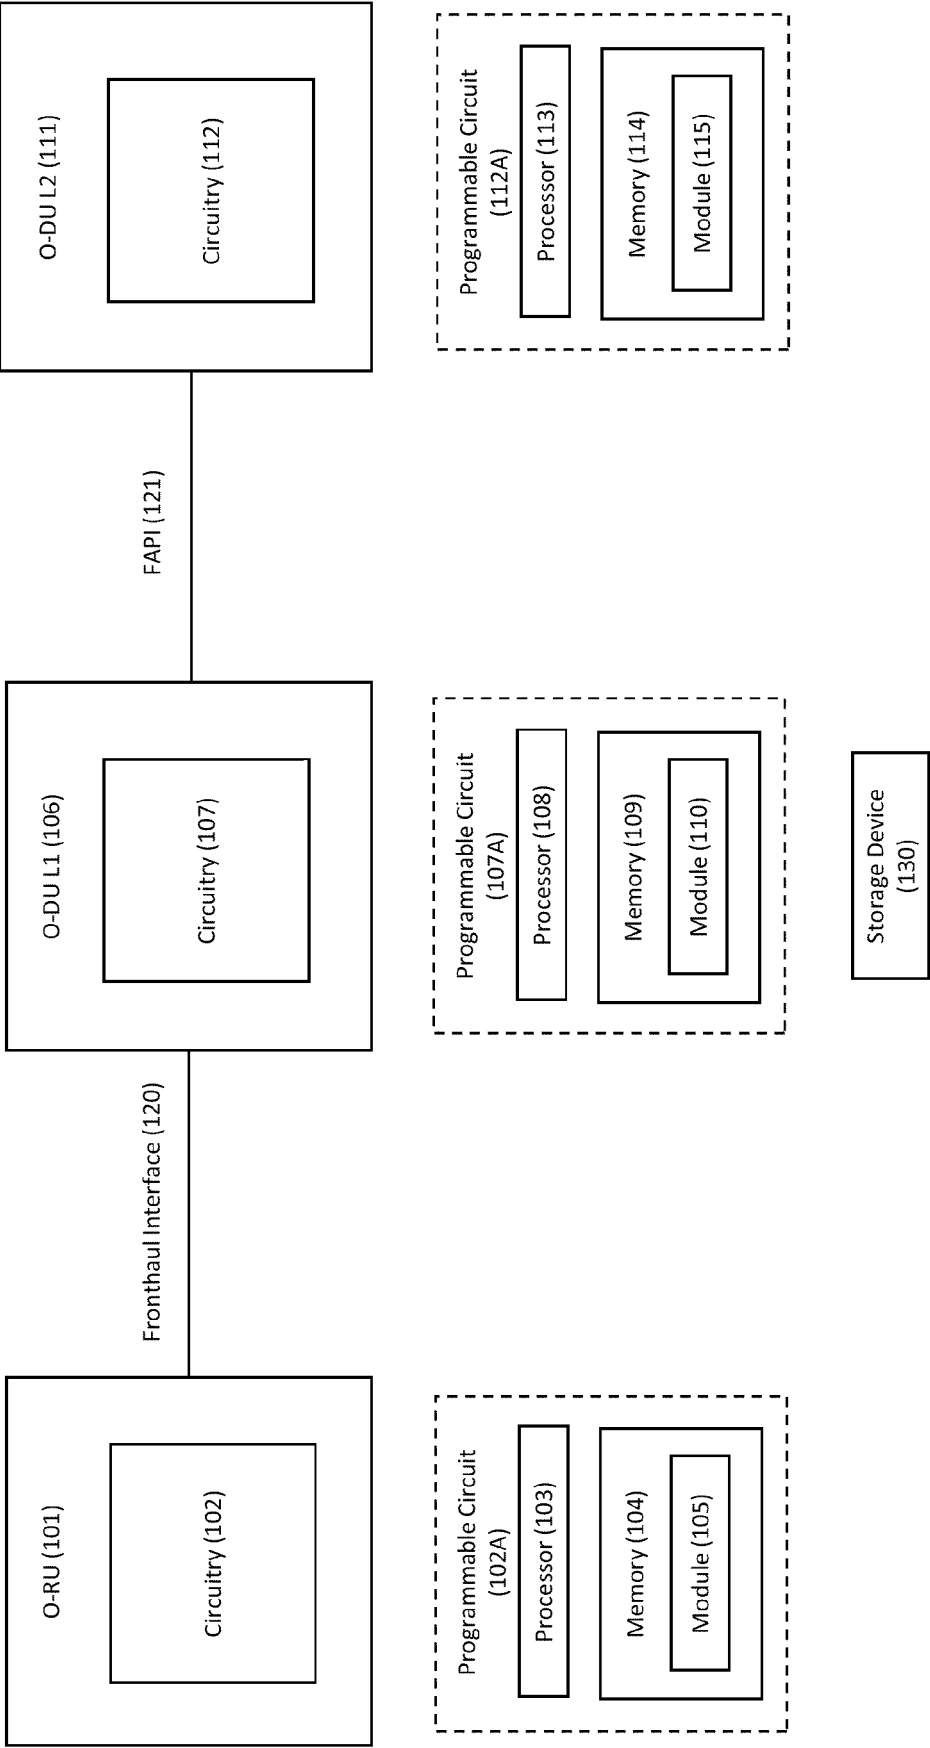 O-RU (101)
Circuitry (102)
Fronthaul Interface (120)
O-DU L1 (106)
Circuitry (107)
FAPI (121)
O-DU L2 (111)
Circuitry (112)
Programmable Circuit
(102A)
Processor (103)
Memory (104)
Module (105)
Programmable Circuit
(107A)
Processor (108)
Memory (109)
Module (110)
Programmable Circuit
(112A)
Processor (113)
Memory (114)
Module (115)
Storage Device
(130)